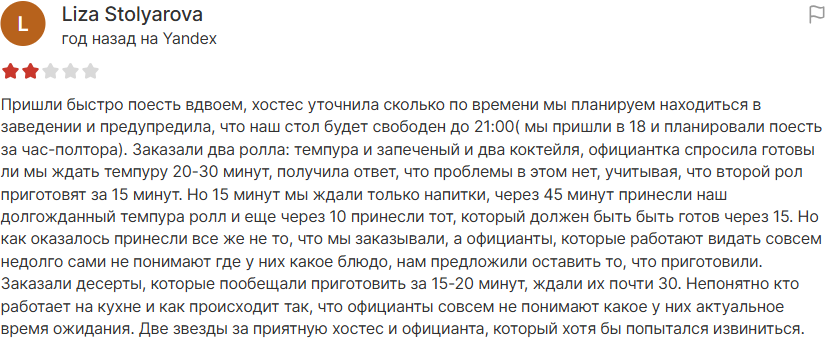 L
Liza Stolyarova
год назад на Yandex
Пришли быстро поесть вдвоем, хостес уточнила сколько по времени мы планируем находиться в
заведении и предупредила, что наш стол будет свободен до 21:00( мы пришли в 18 и планировали поесть
за час-полтора). Заказали два ролла: темпура и запеченый и два коктейля, официантка спросила готовы
ли мы ждать темпуру 20-30 минут, получила ответ, что проблемы в этом нет, учитывая, что второй рол
приготовят за 15 минут. Но 15 минут мы ждали только напитки, через 45 минут принесли наш
долгожданный темпура ролл и еще через 10 принесли тот, который должен быть быть готов через 15. Но
как оказалось принесли все же не то, что мы заказывали, а официанты, которые работают видать совсем
недолго сами не понимают где у них какое блюдо, нам предложили оставить то, что приготовили.
Заказали десерты, которые пообещали приготовить за 15-20 минут, ждали их почти 30. Непонятно кто
работает на кухне и как происходит так, что официанты совсем не понимают какое у них актуальное
время ожидания. Две звезды за приятную хостес и официанта, который хотя бы попытался извиниться.